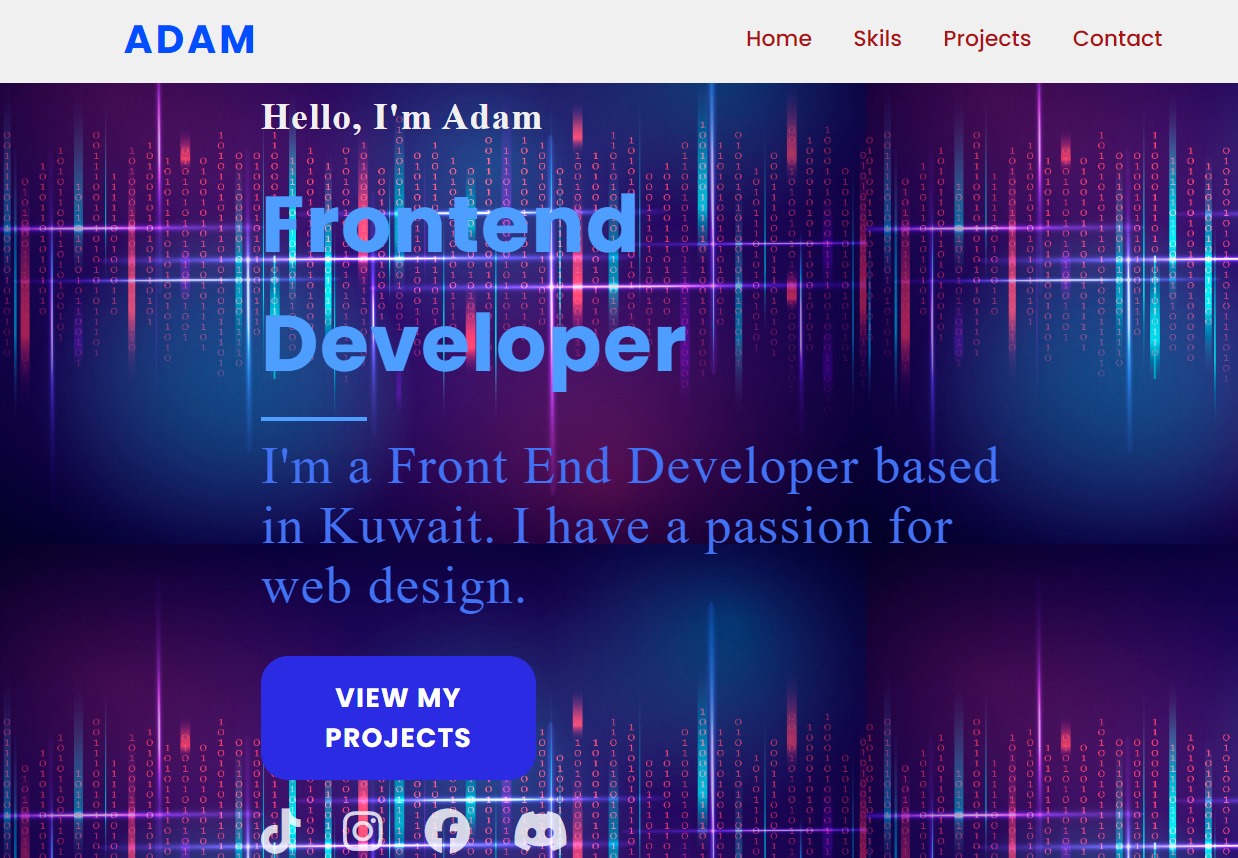 ADAM
Home Skils Projects Contact
Hello, I'm Adam
Frontend
Developer
I'm a Front End Developer based
in Kuwait. I have a passion for
web design.
VIEW MY
PROJECTS